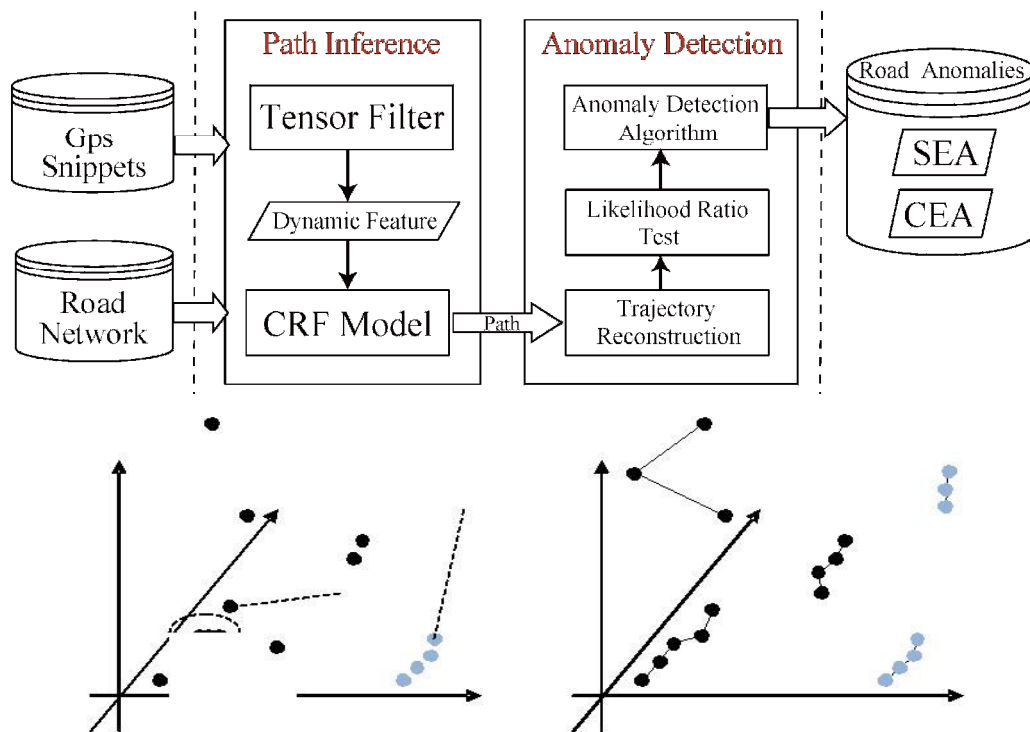 Path Inference
Anomaly Detection
Road Anomalies
Gps
Snippets
Tensor Filter
Anomaly Detection
Algorithm
SEA
Dynamic Feature
Likelihood Ratio
Test
CEA
Road
Network
CRF Model
Path
Trajectory
Reconstruction